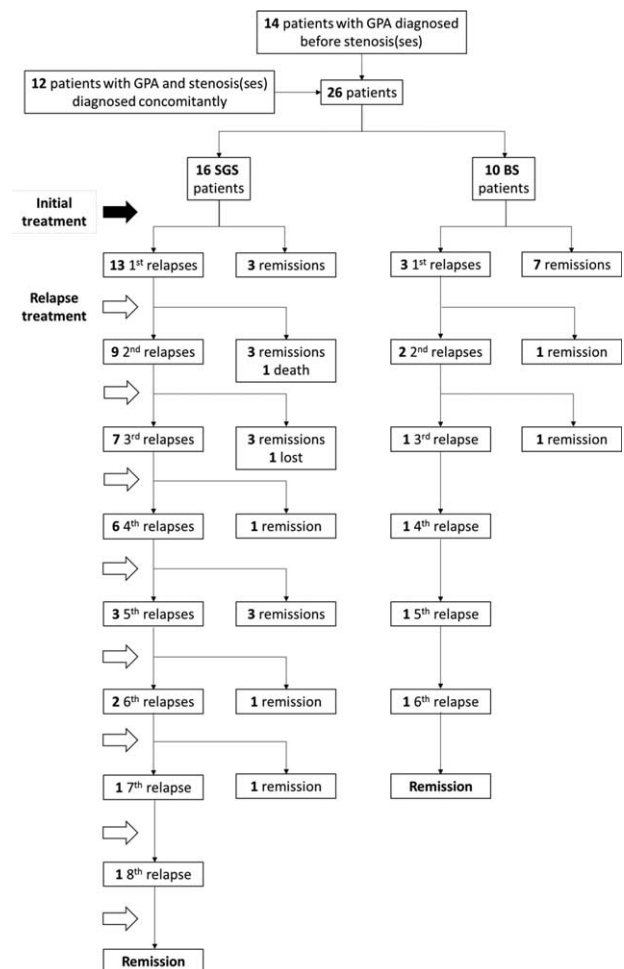 14 patients with GPA diagnosed
before stenosis(ses)
12 patients with GPA and stenosis(ses)
diagnosed concomitantly
26 patients
16 SGS
patients
10 BS
patients
Initial
treatment
13 1st relapses
3 remissions
3 1st relapses
7 remissions
Relapse
treatment
9 2nd relapses
3 remissions
1 death
2 2nd relapses
1 remission
7 3rd relapses
3 remissions
1 lost
1 3rd relapse
1 remission
6 4th relapses
1 remission
1 4th relapse
3 5th relapses
3 remissions
1 5th relapse
2 6th relapses
1 remission
1 6th relapse
1 7th relapse
1 remission
Remission
1 8th relapse
Remission